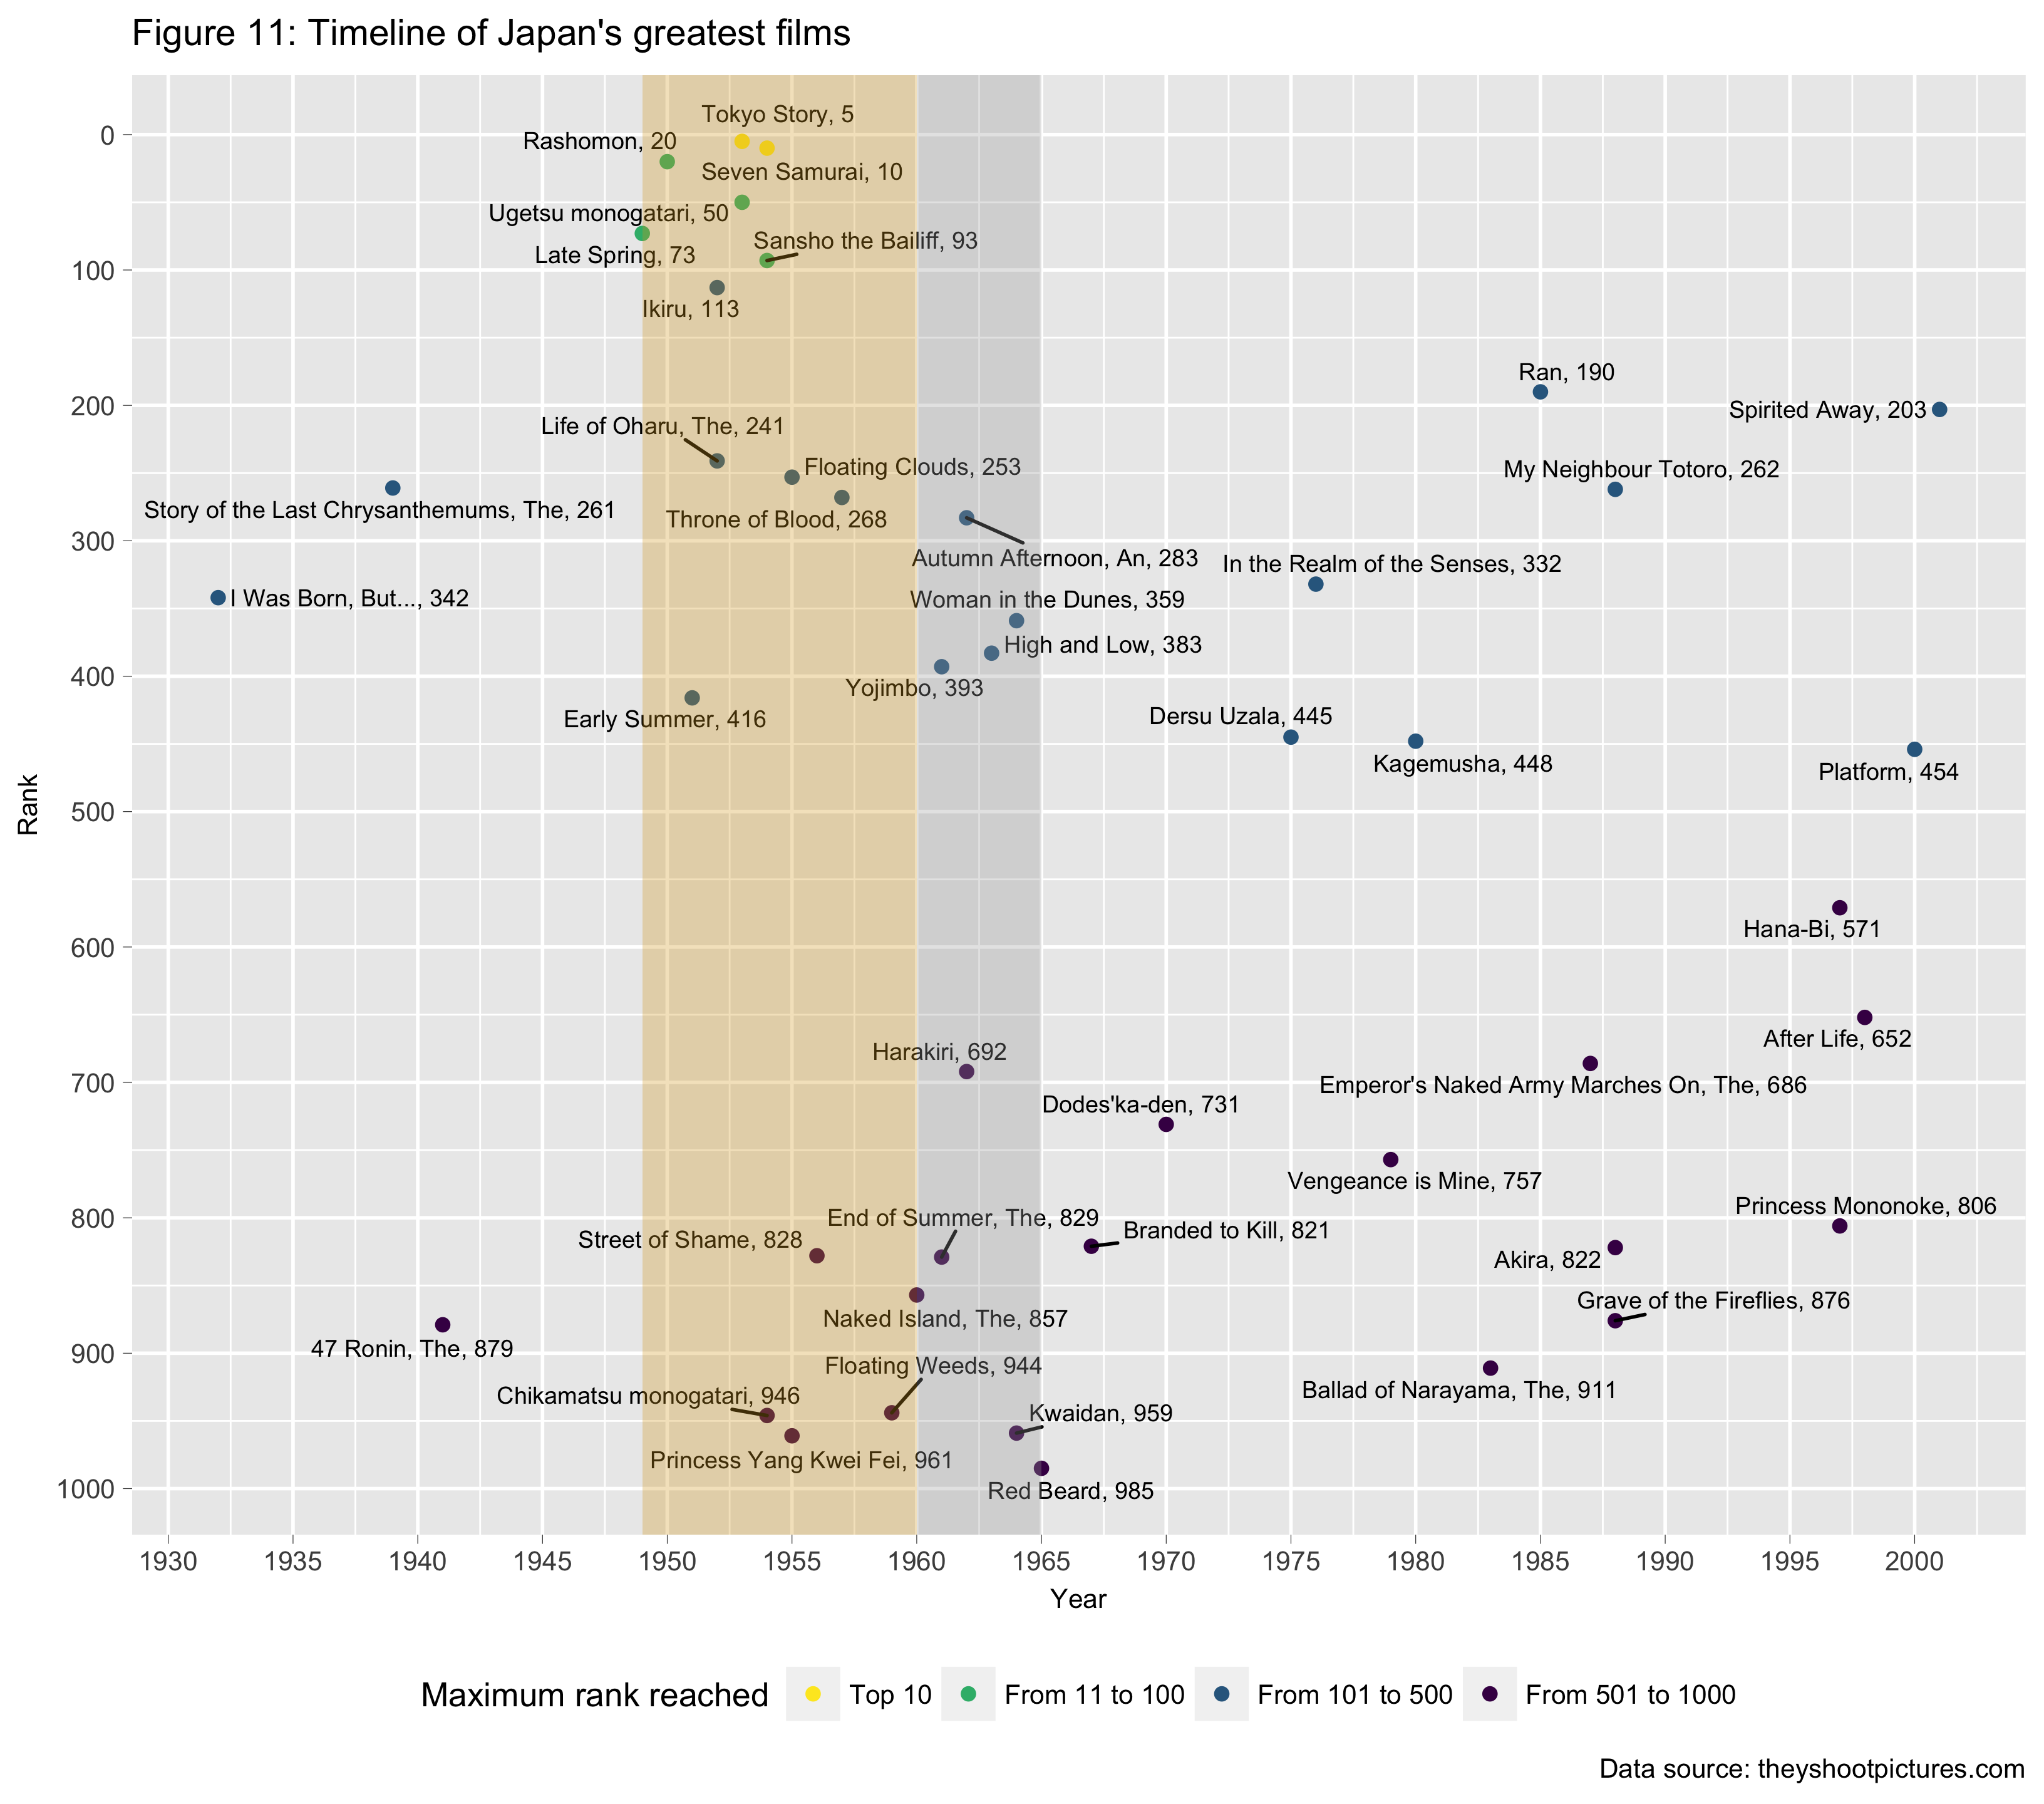 Figure 11: Timeline of Japan's greatest films
Rank
0
100
200
300
400
500
600
700
800
900
1000
Tokyo Story, 5
Rashomon, 20
Seven Samurai, 10
Ugetsu monogatari, 50
Sansho the Bailiff, 93
Late Spring, 73
Ikiru, 113
Ran, 190
Spirited Away, 203
Life of Oharu, The, 241
Floating Clouds, 253
My Neighbour Totoro, 262
Story of the Last Chrysanthemums, The, 261
Throne of Blood, 268
Autumn Afternoon, An, 283
In the Realm of the Senses, 332
I Was Born, But..., 342
Woman in the Dunes, 359
High and Low, 383
Yojimbo, 393
Early Summer, 416
Dersu Uzala, 445
Kagemusha, 448
Platform, 454
Hana-Bi, 571
After Life, 652
Harakiri, 692
Emperor's Naked Army Marches On, The, 686
Dodes'ka-den, 731
Vengeance is Mine, 757
Princess Mononoke, 806
End of Summer, The, 829
Branded to Kill, 821
Street of Shame, 828
Akira, 822
Grave of the Fireflies, 876
Naked Island, The, 857
47 Ronin, The, 879
Floating Weeds, 944
Ballad of Narayama, The, 911
Chikamatsu monogatari, 946
Kwaidan, 959
Princess Yang Kwei Fei, 961
Red Beard, 985
1930 1935 1940 1945 1950 1955 1960 1965 1970 1975 1980 1985 1990 1995 2000
Year
Maximum rank reached Top 10 From 11 to 100 From 101 to 500 From 501 to 1000
Data source: theyshootpictures.com